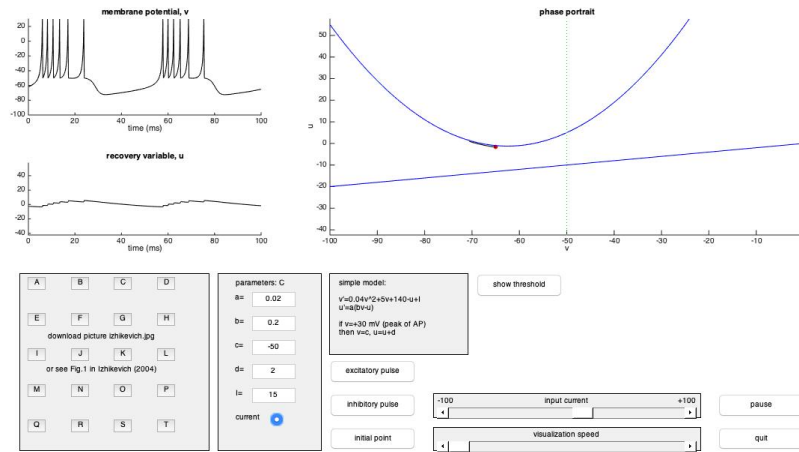 membrane potential, v
20
0
-20
-40
-60
-80
-100
0 20 40 60 80 100
time (ms)
recovery variable, u
40
20
0
-20
-40
0 20 40 60 80 100
time (ms)
phase portrait
50
40
30
20
10
0
-10
-20
-30
-40
u
-100 -90 -80 -70 -60 -50 -40 -30 -20 -10 0
v
A B C D
E F G H
download picture izhikevich.jpg
I J K L
or see Fig.1 in Izhikevich (2004)
M N O P
Q R S T
parameters: C
a= 0.02
b= 0.2
c= -50
d= 2
I= 15
current
simple model:
v'=0.04v^2+5v+140-u+I
u'=a(bv-u)
if v=+30 mV (peak of AP)
then v=c, u=u+d
show threshold
excitatory pulse
inhibitory pulse
initial point
-100 input current +100
visualization speed
pause
quit